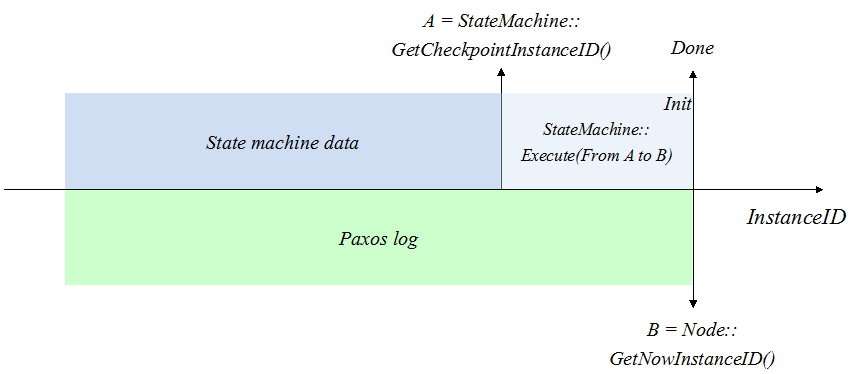 A = StateMachine::
GetCheckpointInstanceID()
Done
Init
State machine data
StateMachine::
Execute(From A to B)
InstanceID
Paxos log
B = Node::
GetNowInstanceID()